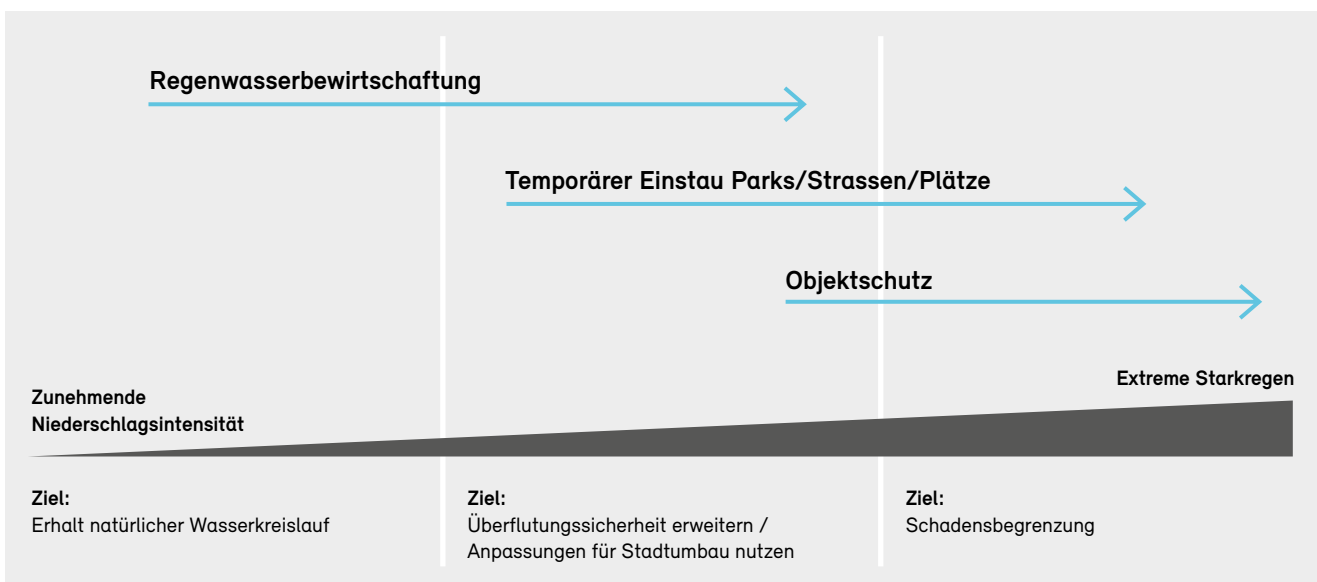 Regenwasserbewirtschaftung
Temporärer Einstau Parks/Strassen/Plätze
Objektschutz
Extreme Starkregen
Zunehmende
Niederschlagsintensität
Ziel:
Erhalt natürlicher Wasserkreislauf
Ziel:
Überflutungssicherheit erweitern /
Anpassungen für Stadtumbau nutzen
Ziel:
Schadensbegrenzung